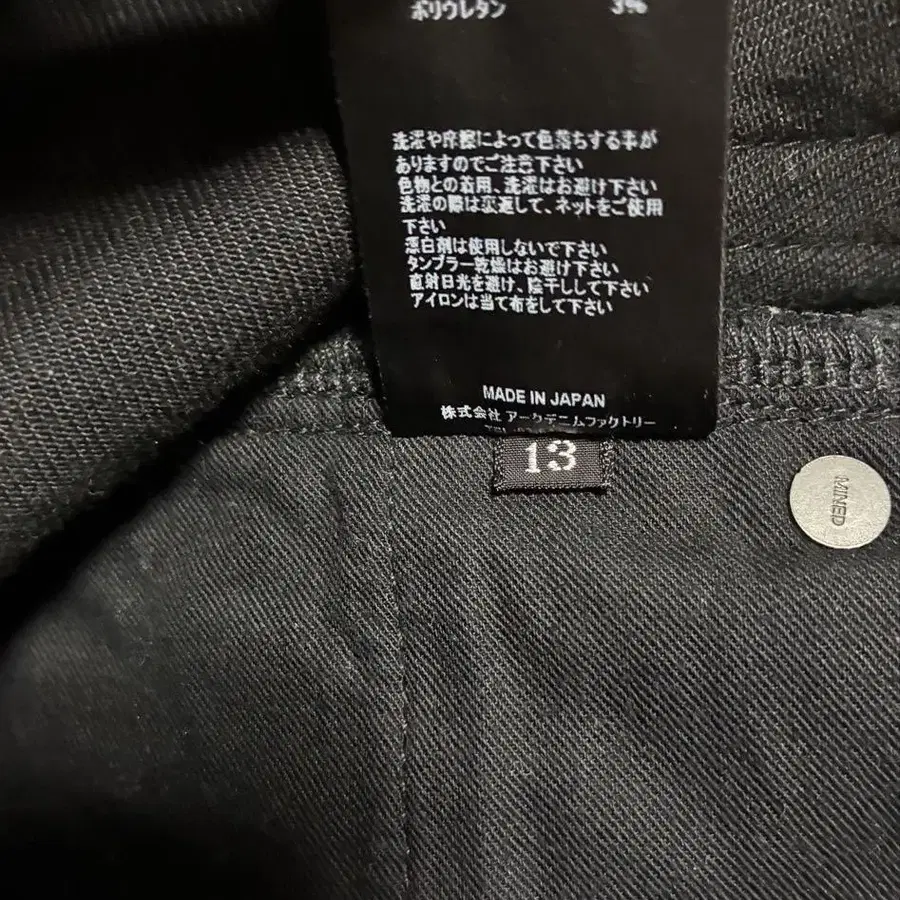 ポリウレタン 3%
洗濯や摩擦によって色落ちする事が
ありますのでご注意下さい
色物との着用、洗濯はお避け下さい
洗濯の際は裏返して、ネットをご使用
下さい
漂白剤は使用しないで下さい
タンブラー乾燥はお避け下さい
直射日光を避け、陰干しして下さい
アイロンは当て布をして下さい
MADE IN JAPAN
株式会社 アークデニムファクトリー
13
MINED